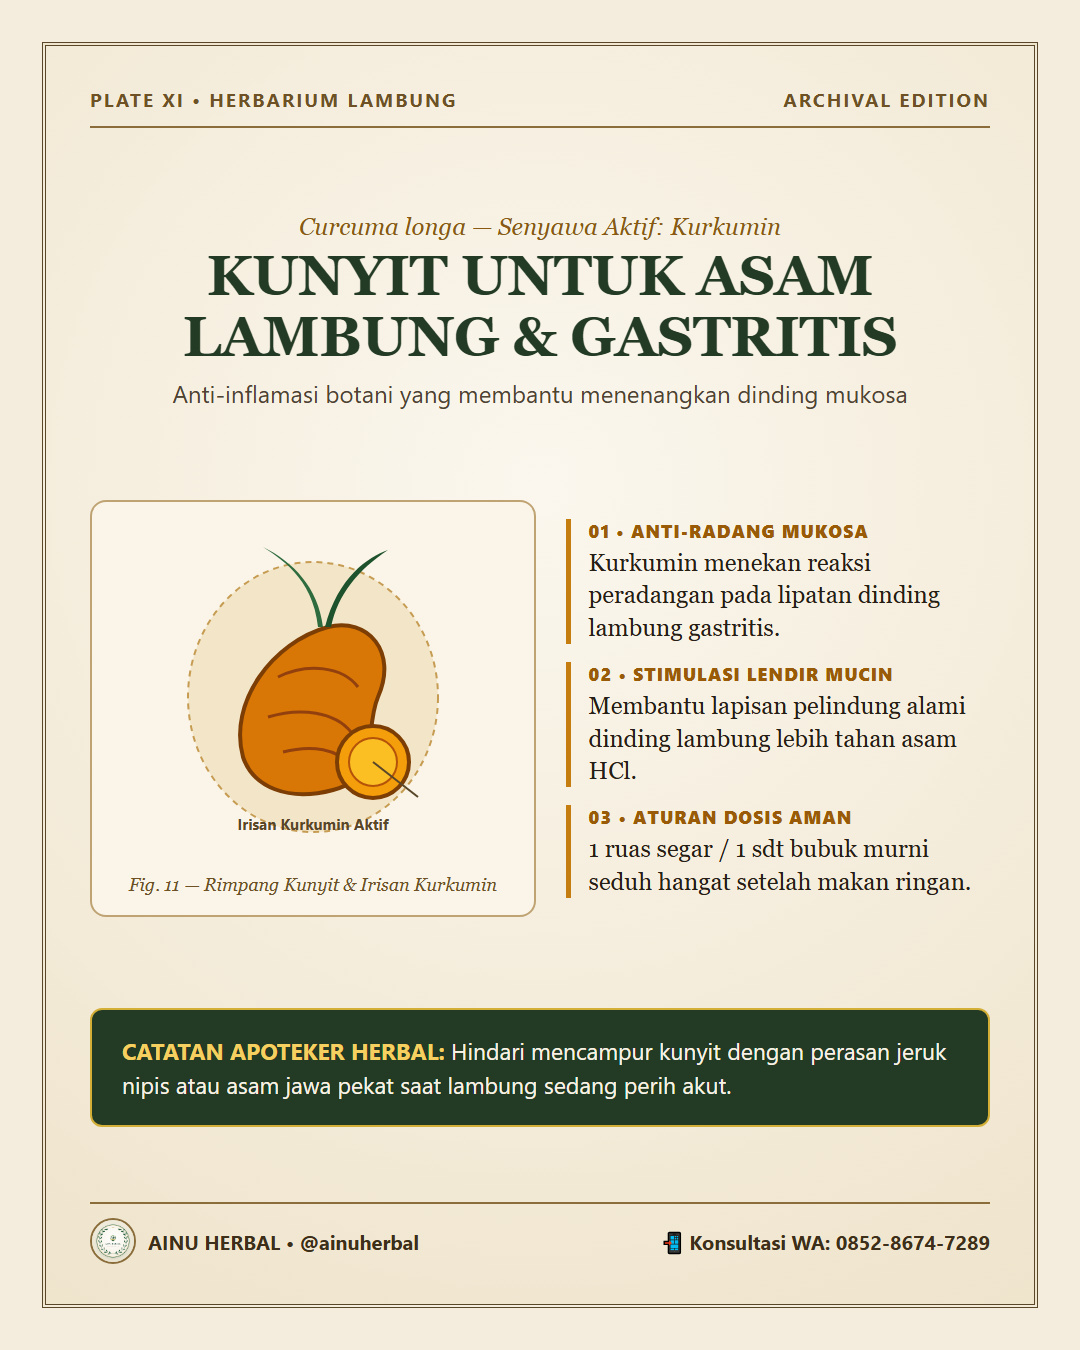 PLATE XI • HERBARIUM LAMBUNG
ARCHIVAL EDITION
Curcuma longa — Senyawa Aktif: Kurkumin
KUNYIT UNTUK ASAM
LAMBUNG & GASTRITIS
Anti-inflamasi botani yang membantu menenangkan dinding mukosa
Irisan Kurkumin Aktif
Fig. 11 — Rimpang Kunyit & Irisan Kurkumin
01 • ANTI-RADANG MUKOSA
Kurkumin menekan reaksi
peradangan pada lipatan dinding
lambung gastritis.
02 • STIMULASI LENDIR MUCIN
Membantu lapisan pelindung alami
dinding lambung lebih tahan asam
HCl.
03 • ATURAN DOSIS AMAN
1 ruas segar / 1 sdt bubuk murni
seduh hangat setelah makan ringan.
CATATAN APOTEKER HERBAL: Hindari mencampur kunyit dengan perasan jeruk
nipis atau asam jawa pekat saat lambung sedang perih akut.
AINU HERBAL • @ainuherbal
📲 Konsultasi WA: 0852-8674-7289